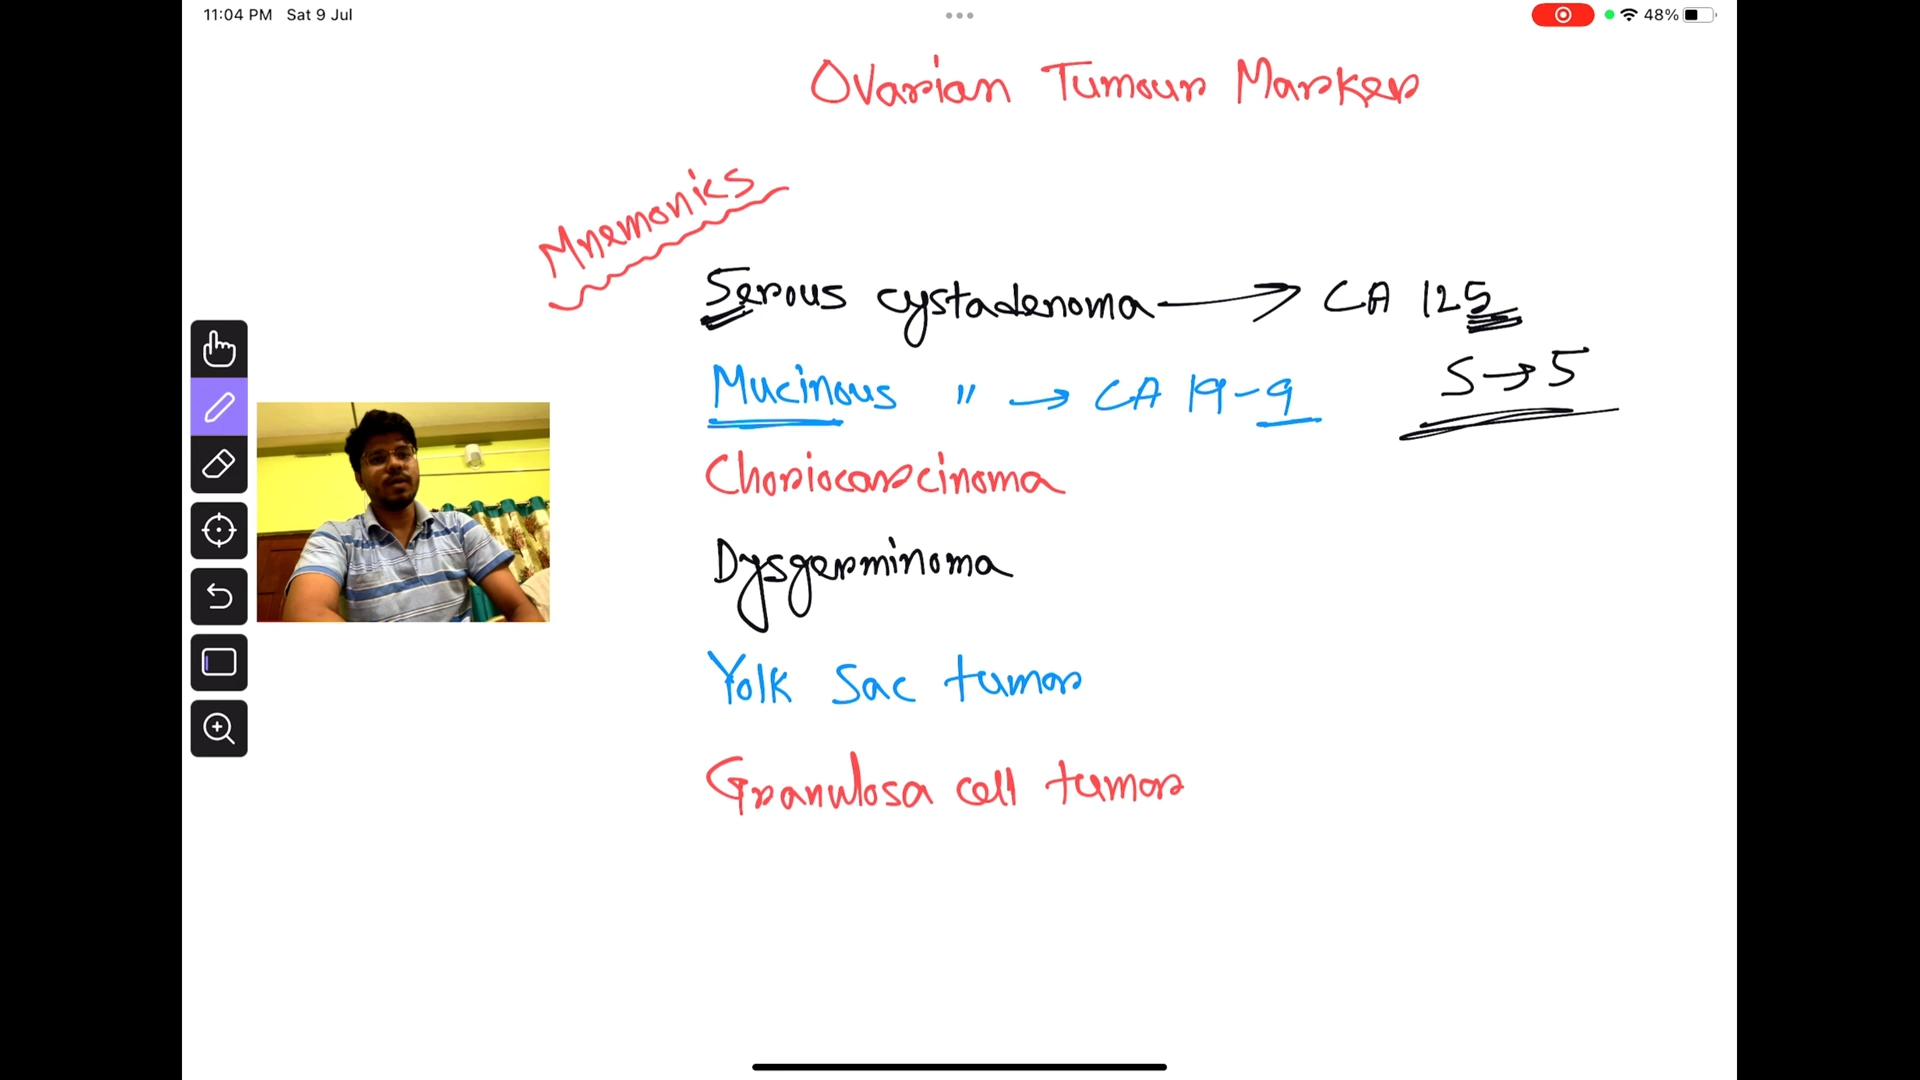 11:04 PM Sat 9 Jul
48%
Ovarian Tumour Marker
Mnemonics
Serous cystadenoma → CA 125
S → 5
Mucinous " → CA 19-9
Choriocarcinoma
Dysgerminoma
Yolk Sac tumor
Granulosa cell tumor